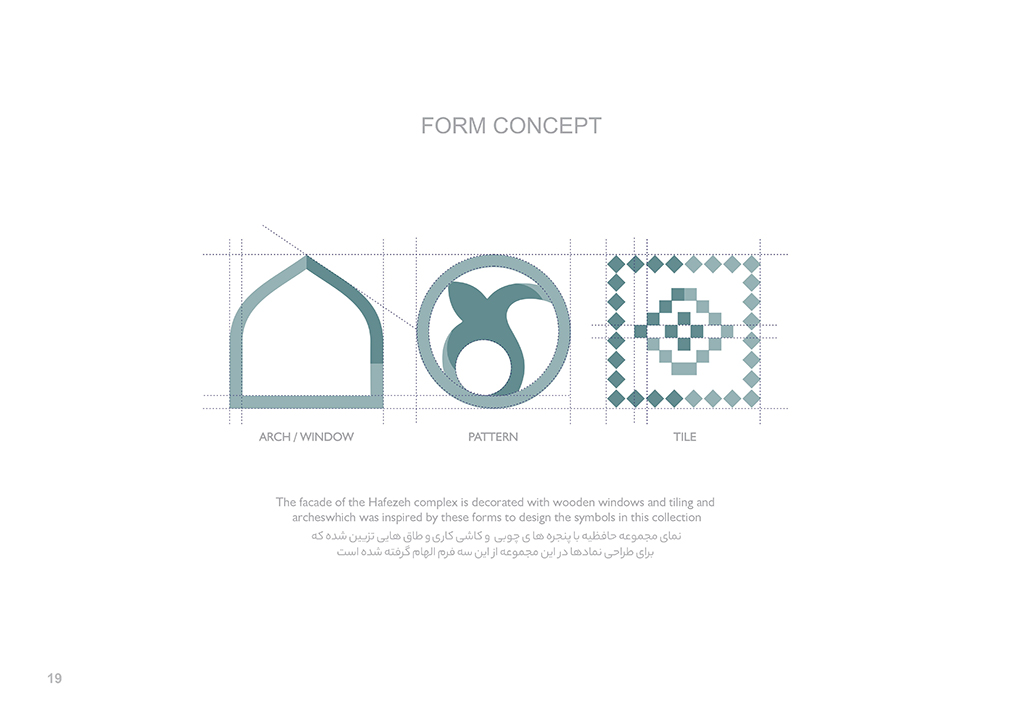 FORM CONCEPT
ARCH / WINDOW
PATTERN
TILE
The facade of the Hafezeh complex is decorated with wooden windows and tiling and
archeswhich was inspired by these forms to design the symbols in this collection
نمای مجموعه حافظیه با پنجره ها ی چوبی و کاشی کاری و طاق هایی تزیین شده که
برای طراحی نمادها در این مجموعه از این سه فرم الهام گرفته شده است
19